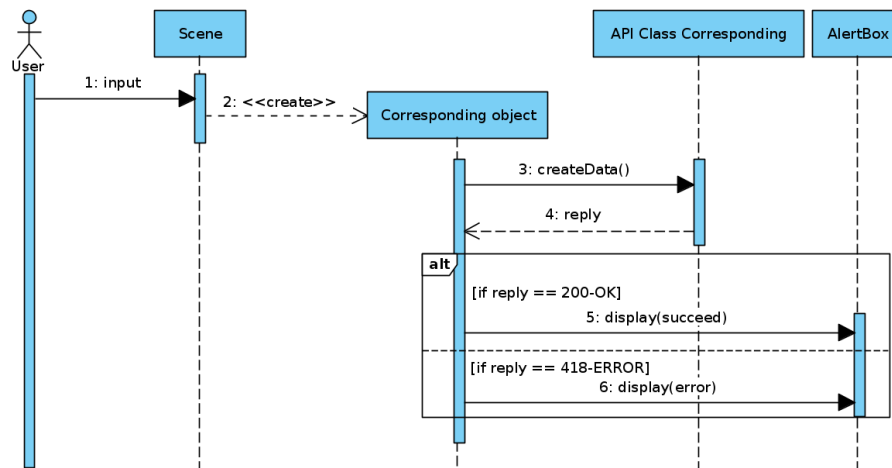 Scene
API Class Corresponding
AlertBox
User
1: input
2: <<create>>
Corresponding object
3: createData()
4: reply
alt
[if reply == 200-OK]
5: display(succeed)
[if reply == 418-ERROR]
6: display(error)